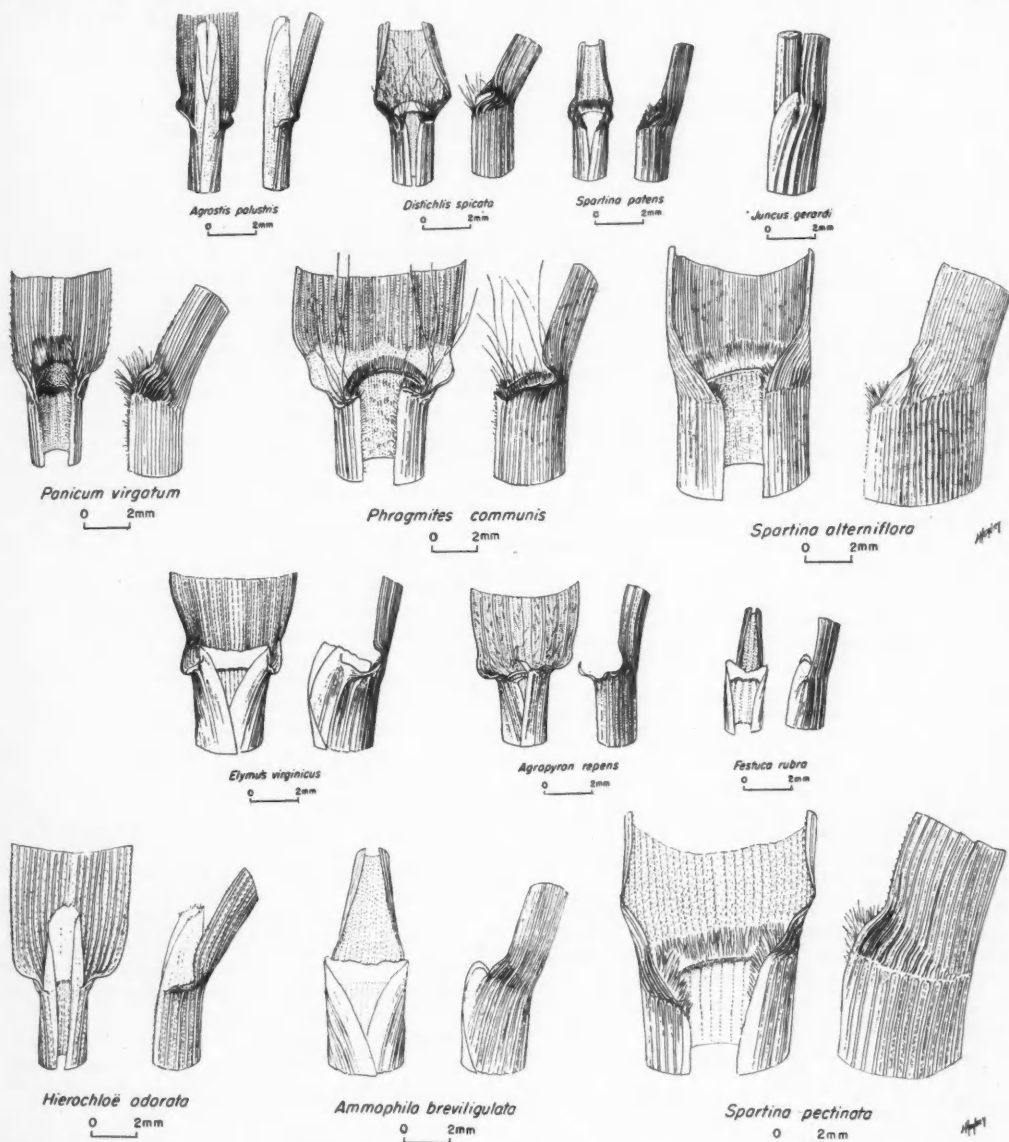 Agrostis palustris
0 2mm
Distichlis spicata
0 2mm
Spartina patens
0 2mm
Juncus gerardi
0 2mm
Panicum virgatum
0 2mm
Phragmites communis
0 2mm
Spartina alterniflora
0 2mm
Elymus virginicus
0 2mm
Agropyron repens
0 2mm
Festuca rubra
0 2mm
Hierochloë odorata
0 2mm
Ammophila breviligulata
0 2mm
Spartina pectinata
0 2mm